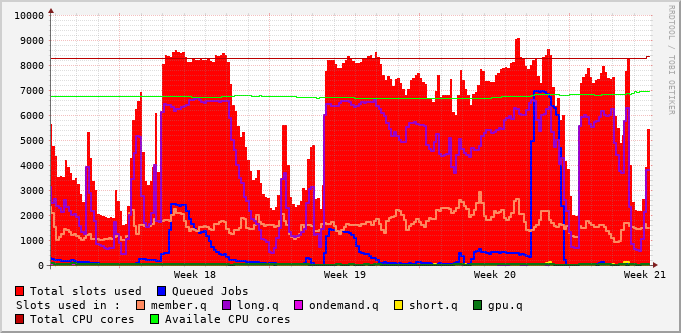 10000
9000
8000
7000
6000
5000
4000
3000
2000
1000
0
Week 18 Week 19 Week 20 Week 21
Total slots used Queued Jobs
Slots used in : member.q long.q ondemand.q short.q gpu.q
Total CPU cores Availale CPU cores
RRDTOOL / TOBI OETIKER